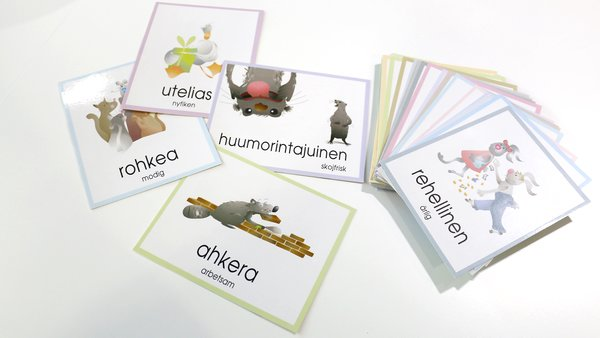 utelias
nyfiken
rohkea
modig
huumorintajuinen
skojfrisk
ahkera
arbetsam
rehellinen
ärlig